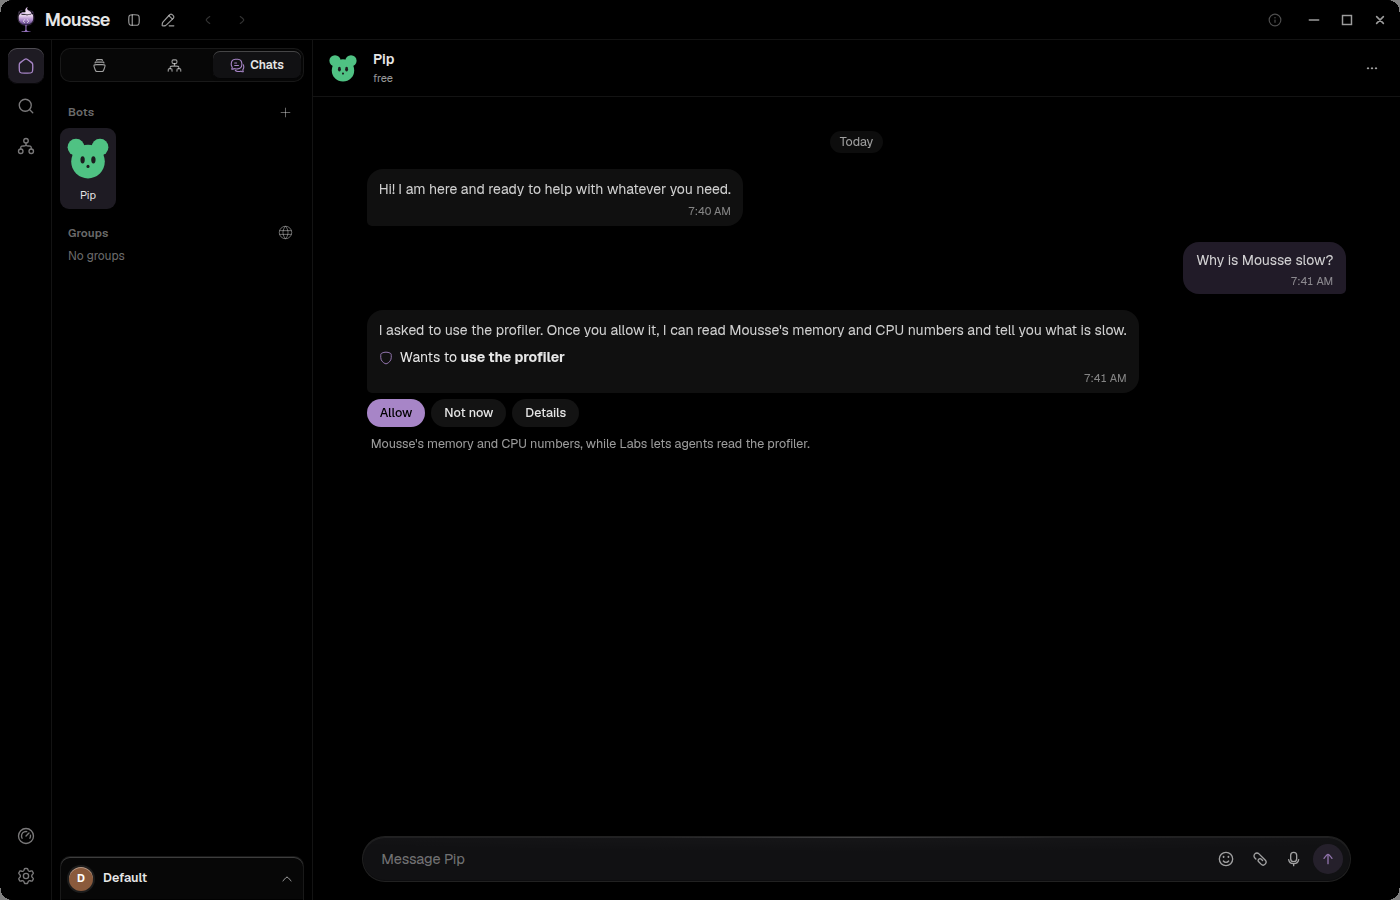 Mousse
Chats
Bots
Pip
Groups
No groups
D
Default
Pip
free
Today
Hi! I am here and ready to help with whatever you need.
7:40 AM
Why is Mousse slow?
7:41 AM
I asked to use the profiler. Once you allow it, I can read Mousse's memory and CPU numbers and tell you what is slow.
Wants to use the profiler
7:41 AM
Allow
Not now
Details
Mousse's memory and CPU numbers, while Labs lets agents read the profiler.
Message Pip